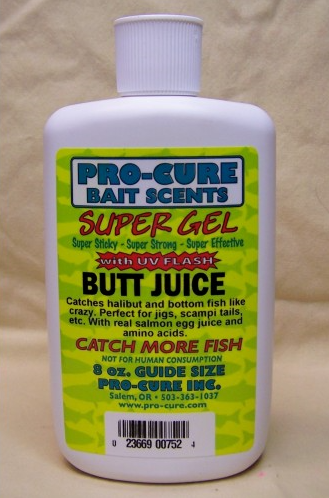 PRO-CURE
BAIT SCENTS
SUPER GEL
Super Sticky - Super Strong - Super Effective
with UV FLASH
BUTT JUICE
Catches halibut and bottom fish like
crazy. Perfect for jigs, scampi tails,
etc. With real salmon egg juice and
amino acids.
CATCH MORE FISH
NOT FOR HUMAN CONSUMPTION
8 oz. GUIDE SIZE
PRO-CURE INC.
Salem, OR • 503-363-1037
www.pro-cure.com
0 23669 00752 4